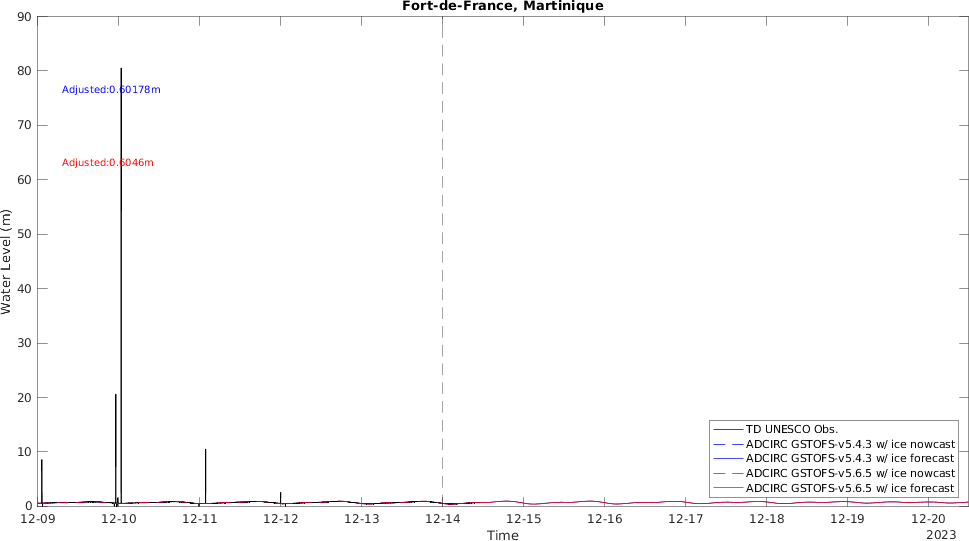 Fort-de-France, Martinique
90
80
70
60
50
40
30
20
10
0
Water Level (m)
Adjusted:0.60178m
Adjusted:0.6046m
TD UNESCO Obs.
ADCIRC GSTOFS-v5.4.3 w/ ice nowcast
ADCIRC GSTOFS-v5.4.3 w/ ice forecast
ADCIRC GSTOFS-v5.6.5 w/ ice nowcast
ADCIRC GSTOFS-v5.6.5 w/ ice forecast
12-09 12-10 12-11 12-12 12-13 12-14 12-15 12-16 12-17 12-18 12-19 12-20
2023
Time